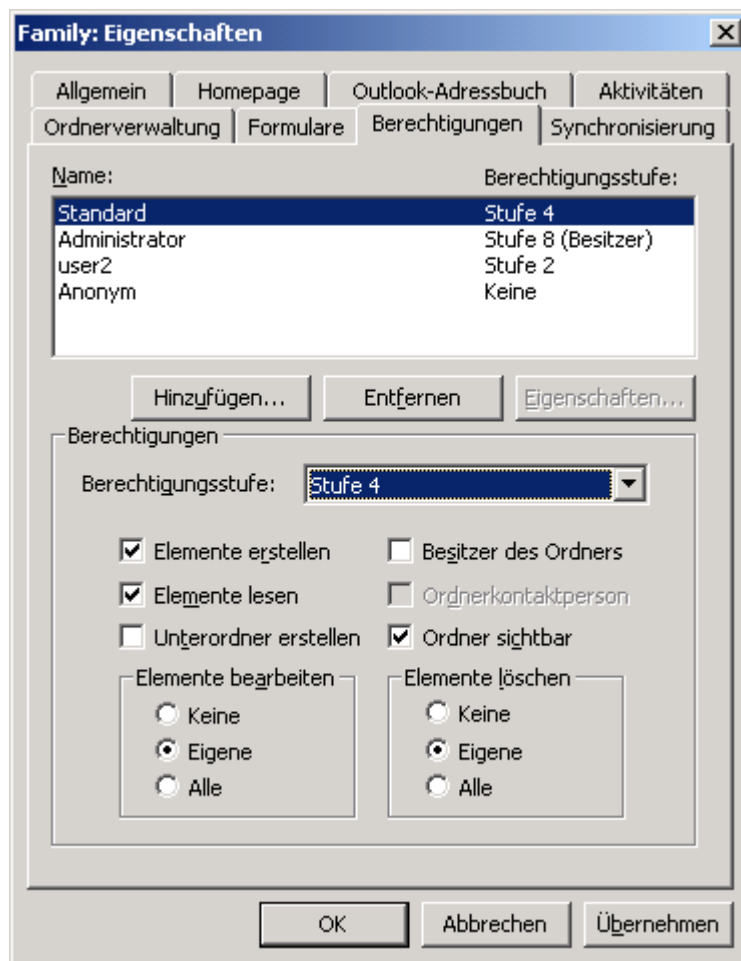 Family: Eigenschaften
Allgemein Homepage Outlook-Adressbuch Aktivitäten
Ordnerverwaltung Formulare Berechtigungen Synchronisierung
Name: Berechtigungsstufe:
Standard Stufe 4
Administrator Stufe 8 (Besitzer)
user2 Stufe 2
Anonym Keine
Hinzufügen... Entfernen Eigenschaften...
Berechtigungen
Berechtigungsstufe: Stufe 4
Elemente erstellen Besitzer des Ordners
Elemente lesen Ordnerkontaktperson
Unterordner erstellen Ordner sichtbar
Elemente bearbeiten Elemente löschen
Keine Keine
Eigene Eigene
Alle Alle
OK Abbrechen Übernehmen